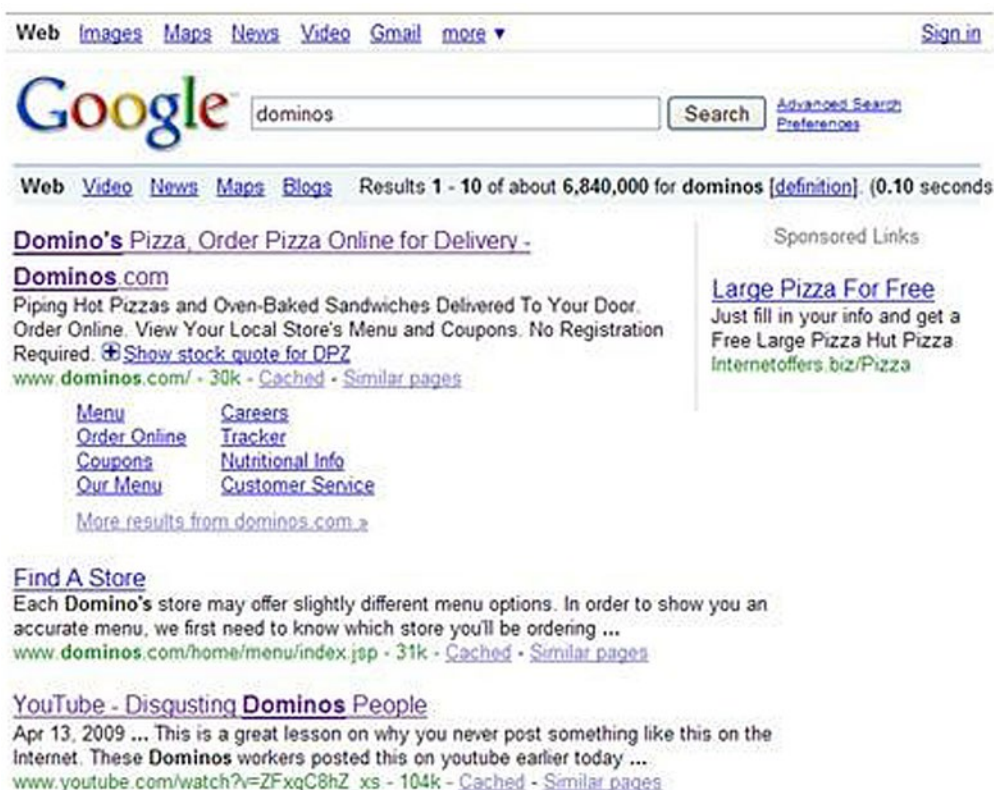 Web Images Maps News Video Gmail more ▼ Sign in
Google dominos Search Advanced Search
Preferences
Web Video News Maps Blogs Results 1 - 10 of about 6,840,000 for dominos [definition]. (0.10 seconds
Domino's Pizza, Order Pizza Online for Delivery -
Dominos.com
Piping Hot Pizzas and Oven-Baked Sandwiches Delivered To Your Door.
Order Online. View Your Local Store's Menu and Coupons. No Registration
Required. Show stock quote for DPZ
www.dominos.com/ - 30k - Cached - Similar pages
Menu Careers
Order Online Tracker
Coupons Nutritional Info
Our Menu Customer Service
More results from dominos.com »
Sponsored Links
Large Pizza For Free
Just fill in your info and get a
Free Large Pizza Hut Pizza
Internetoffers.biz/Pizza
Find A Store
Each Domino's store may offer slightly different menu options. In order to show you an
accurate menu, we first need to know which store you'll be ordering ...
www.dominos.com/home/menu/index.jsp - 31k - Cached - Similar pages
YouTube - Disgusting Dominos People
Apr 13, 2009 ... This is a great lesson on why you never post something like this on the
Internet. These Dominos workers posted this on youtube earlier today ...
www.youtube.com/watch?v=ZFxqC8hZ_xs - 104k - Cached - Similar pages